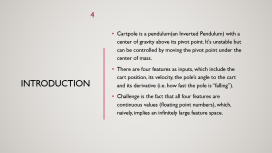 4
INTRODUCTION
• Cartpole is a pendulum(an Inverted Pendulum) with a
center of gravity above its pivot point. It's unstable but
can be controlled by moving the pivot point under the
center of mass.
• There are four features as inputs, which include the
cart position, its velocity, the pole's angle to the cart
and its derivative (i.e. how fast the pole is "falling").
• Challenge is the fact that all four features are
continuous values (floating point numbers), which,
naively, implies an infinitely large feature space.